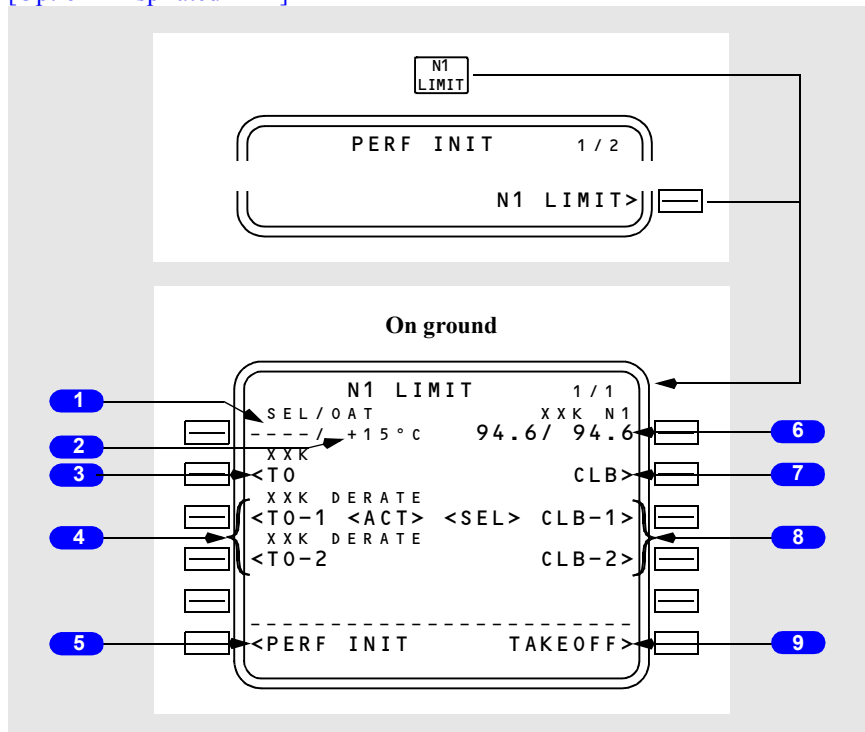 N1
LIMIT
PERF INIT 1/2
N1 LIMIT>
On ground
N1 LIMIT 1/1
SEL/OAT XXK N1
----/ +15°C 94.6/ 94.6
XXK
<TO CLB>
XXK DERATE
<TO-1 <ACT> <SEL> CLB-1>
XXK DERATE
<TO-2 CLB-2>
------------------------
<PERF INIT TAKEOFF>
1
2
3
4
5
6
7
8
9